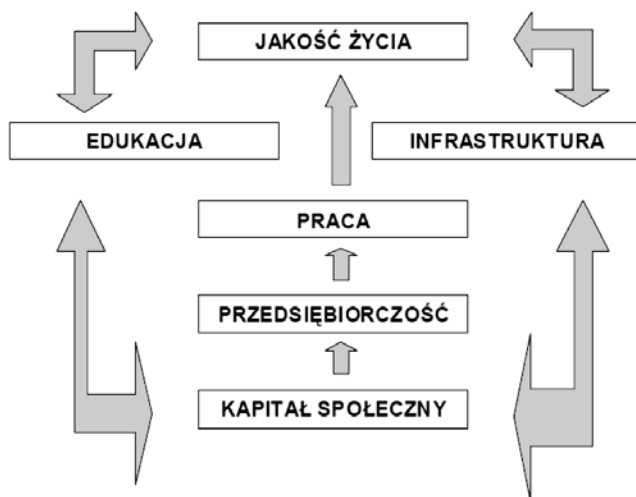 JAKOŚĆ ŻYCIA
EDUKACJA
INFRASTRUKTURA
PRACA
PRZEDSIĘBIORCZOŚĆ
KAPITAŁ SPOŁECZNY